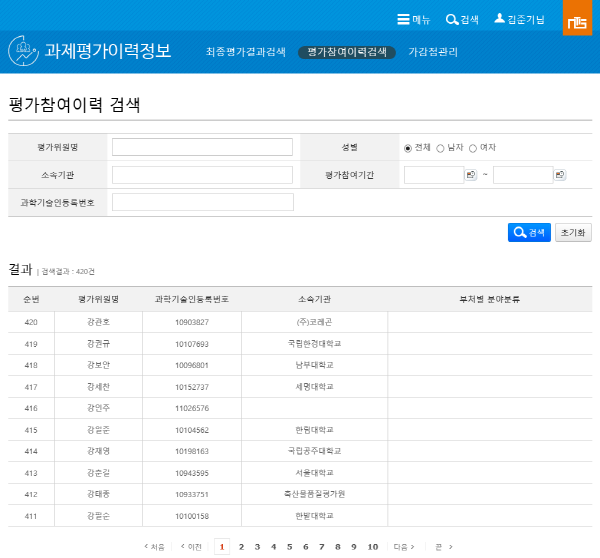 메뉴 검색 김준기님
NTIS
과제평가이력정보 최종평가결과검색 평가참여이력검색 가감점관리
평가참여이력 검색
평가위원명 성별 전체 남자 여자
소속기관 평가참여기간 ~
과학기술인등록번호
검색 초기화
결과 | 검색결과 : 420건
순번 평가위원명 과학기술인등록번호 소속기관 부처별 분야분류
420 강관호 10903827 (주)코레곤
419 강권규 10107693 국립한경대학교
418 강보안 10096801 남부대학교
417 강세찬 10152737 세명대학교
416 강인주 11026576
415 강일준 10104562 한림대학교
414 강재영 10198163 국립공주대학교
413 강춘길 10943595 서울대학교
412 강태종 10933751 축산물품질평가원
411 강필순 10100158 한밭대학교
처음 이전 1 2 3 4 5 6 7 8 9 10 다음 끝